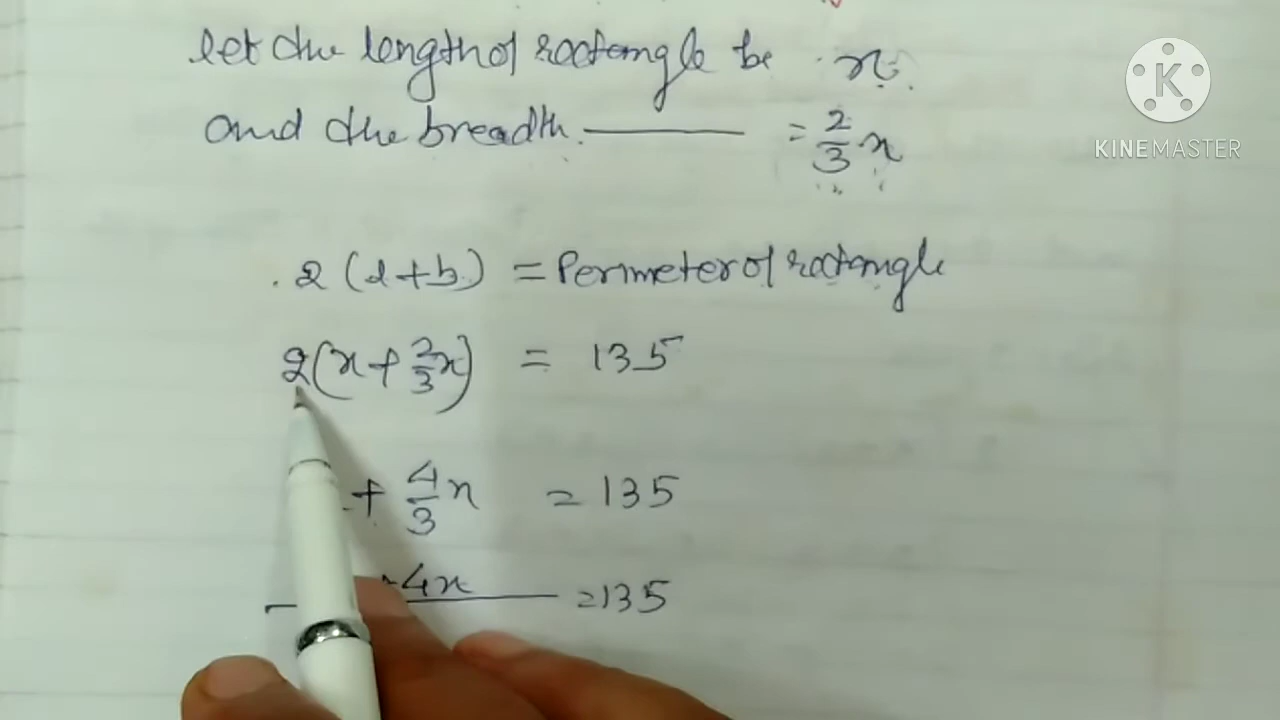 let the length of rectangle be x
and the breadth ——— = 2/3 x
2 (l+b) = Perimeter of rectangle
2(x + 2/3 x) = 135
+ 4/3 x = 135
4x = 135
K
KINEMASTER